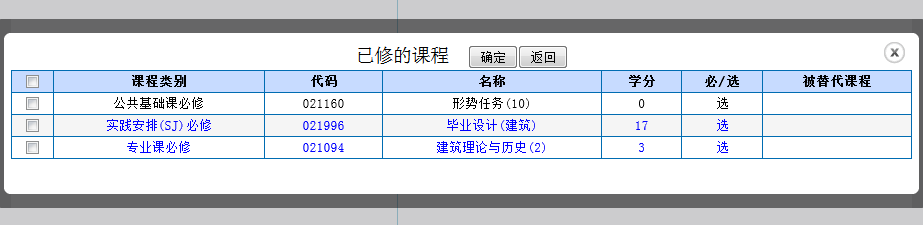 已修的课程 确定 返回
课程类别 代码 名称 学分 必/选 被替代课程
公共基础课必修 021160 形势任务(10) 0 选
实践安排(SJ)必修 021996 毕业设计(建筑) 17 选
专业课必修 021094 建筑理论与历史(2) 3 选